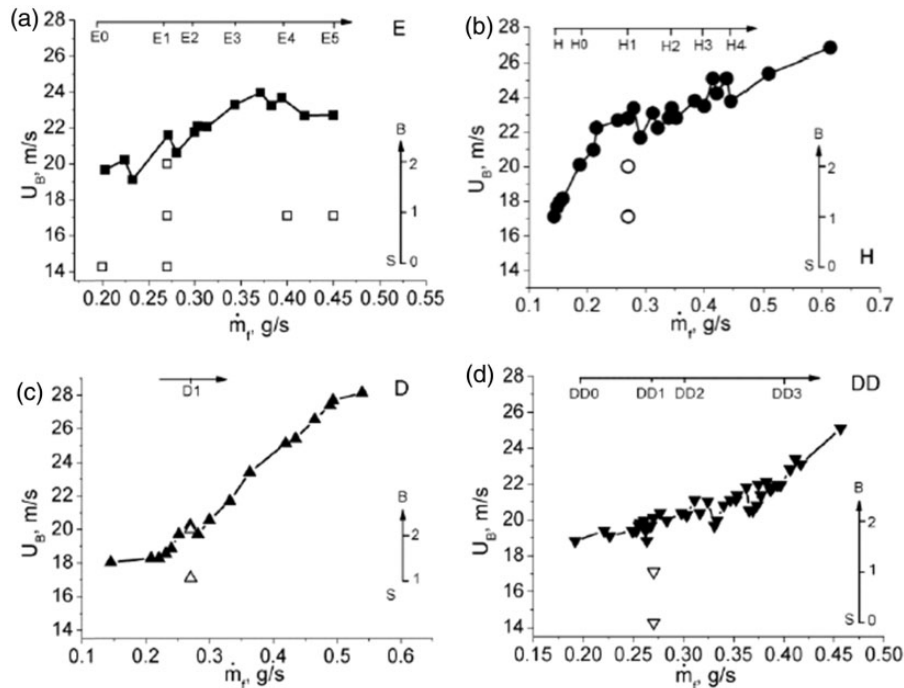 (a)
E
E0 E1 E2 E3 E4 E5
28
26
24
22
20
18
16
14
U_B, m/s
B
2
1
S 0
0.20 0.25 0.30 0.35 0.40 0.45 0.50 0.55
ṁ_f, g/s
(b)
H H0 H1 H2 H3 H4
28
26
24
22
20
18
16
14
U_B, m/s
B
2
1
S 0
H
0.1 0.2 0.3 0.4 0.5 0.6 0.7
ṁ_f, g/s
(c)
D
D1
28
26
24
22
20
18
16
14
U_B, m/s
B
2
S 1
0.1 0.2 0.3 0.4 0.5 0.6
ṁ_f, g/s
(d)
DD
DD0 DD1 DD2 DD3
28
26
24
22
20
18
16
14
U_B, m/s
B
2
1
S 0
0.15 0.20 0.25 0.30 0.35 0.40 0.45 0.50
ṁ_f, g/s